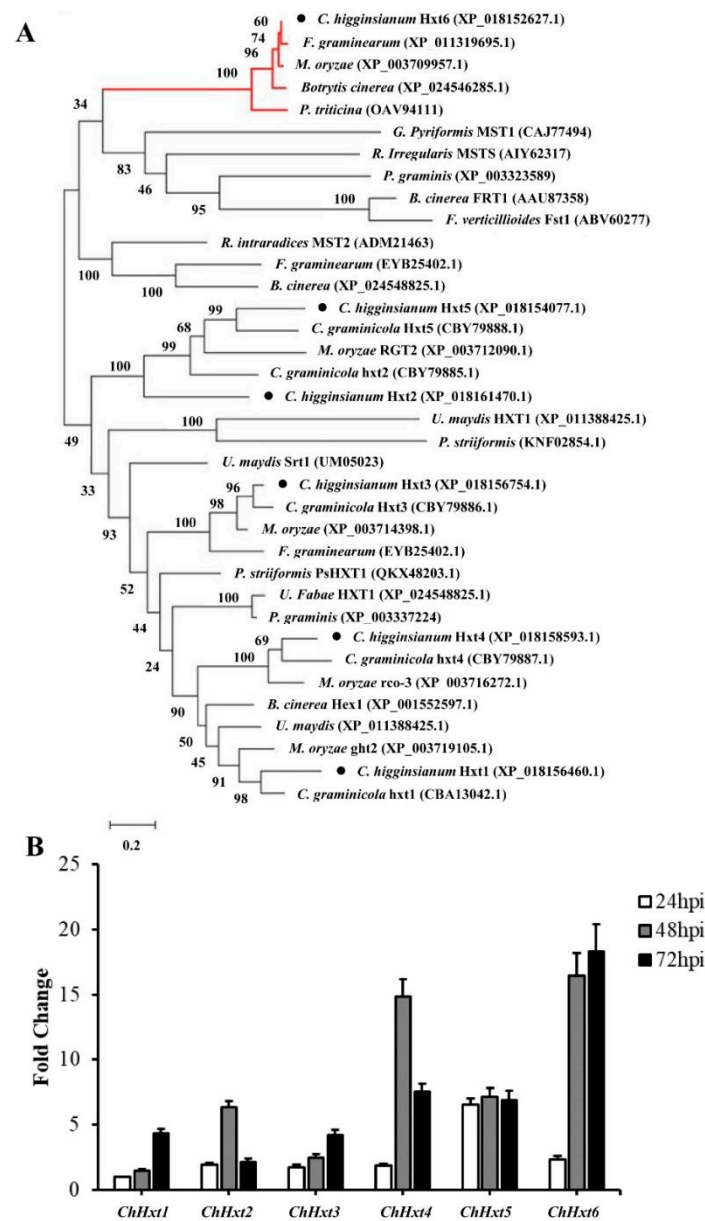 A
60
C. higginsianum Hxt6 (XP_018152627.1)
74
F. graminearum (XP_011319695.1)
96
M. oryzae (XP_003709957.1)
100
Botrytis cinerea (XP_024546285.1)
P. triticina (OAV94111)
34
G. Pyriformis MST1 (CAJ77494)
R. Irregularis MSTS (AIY62317)
83
P. graminis (XP_003323589)
46
100
B. cinerea FRT1 (AAU87358)
95
F. verticillioides Fst1 (ABV60277)
R. intraradices MST2 (ADM21463)
100
F. graminearum (EYB25402.1)
100
B. cinerea (XP_024548825.1)
99
C. higginsianum Hxt5 (XP_018154077.1)
68
C. graminicola Hxt5 (CBY79888.1)
99
M. oryzae RGT2 (XP_003712090.1)
100
C. graminicola hxt2 (CBY79885.1)
C. higginsianum Hxt2 (XP_018161470.1)
49
100
U. maydis HXT1 (XP_011388425.1)
P. striiformis (KNF02854.1)
33
U. maydis Srt1 (UM05023)
96
C. higginsianum Hxt3 (XP_018156754.1)
93
98
C. graminicola Hxt3 (CBY79886.1)
100
M. oryzae (XP_003714398.1)
F. graminearum (EYB25402.1)
52
P. striiformis PsHXT1 (QKX48203.1)
100
U. Fabae HXT1 (XP_024548825.1)
44
P. graminis (XP_003337224)
69
C. higginsianum Hxt4 (XP_018158593.1)
24
100
C. graminicola hxt4 (CBY79887.1)
M. oryzae rco-3 (XP_003716272.1)
90
B. cinerea Hex1 (XP_001552597.1)
U. maydis (XP_011388425.1)
50
M. oryzae ght2 (XP_003719105.1)
45
C. higginsianum Hxt1 (XP_018156460.1)
91
C. graminicola hxt1 (CBA13042.1)
98
0.2
B
25
20
15
10
5
0
Fold Change
24hpi
48hpi
72hpi
ChHxt1 ChHxt2 ChHxt3 ChHxt4 ChHxt5 ChHxt6